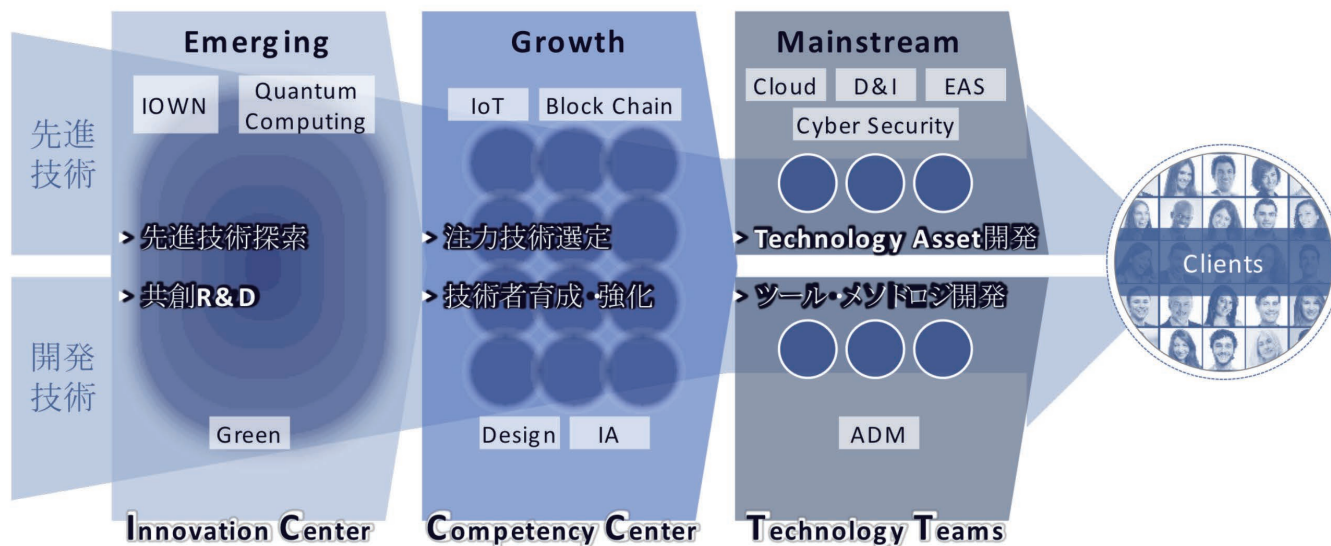 先進
技術
開発
技術
Emerging
IOWN
Quantum
Computing
先進技術探索
共創R&D
Green
Innovation Center
Growth
IoT
Block Chain
注力技術選定
技術者育成・強化
Design
IA
Competency Center
Mainstream
Cloud
D&I
EAS
Cyber Security
Technology Asset開発
ツール・メソドロジ開発
ADM
Technology Teams
Clients